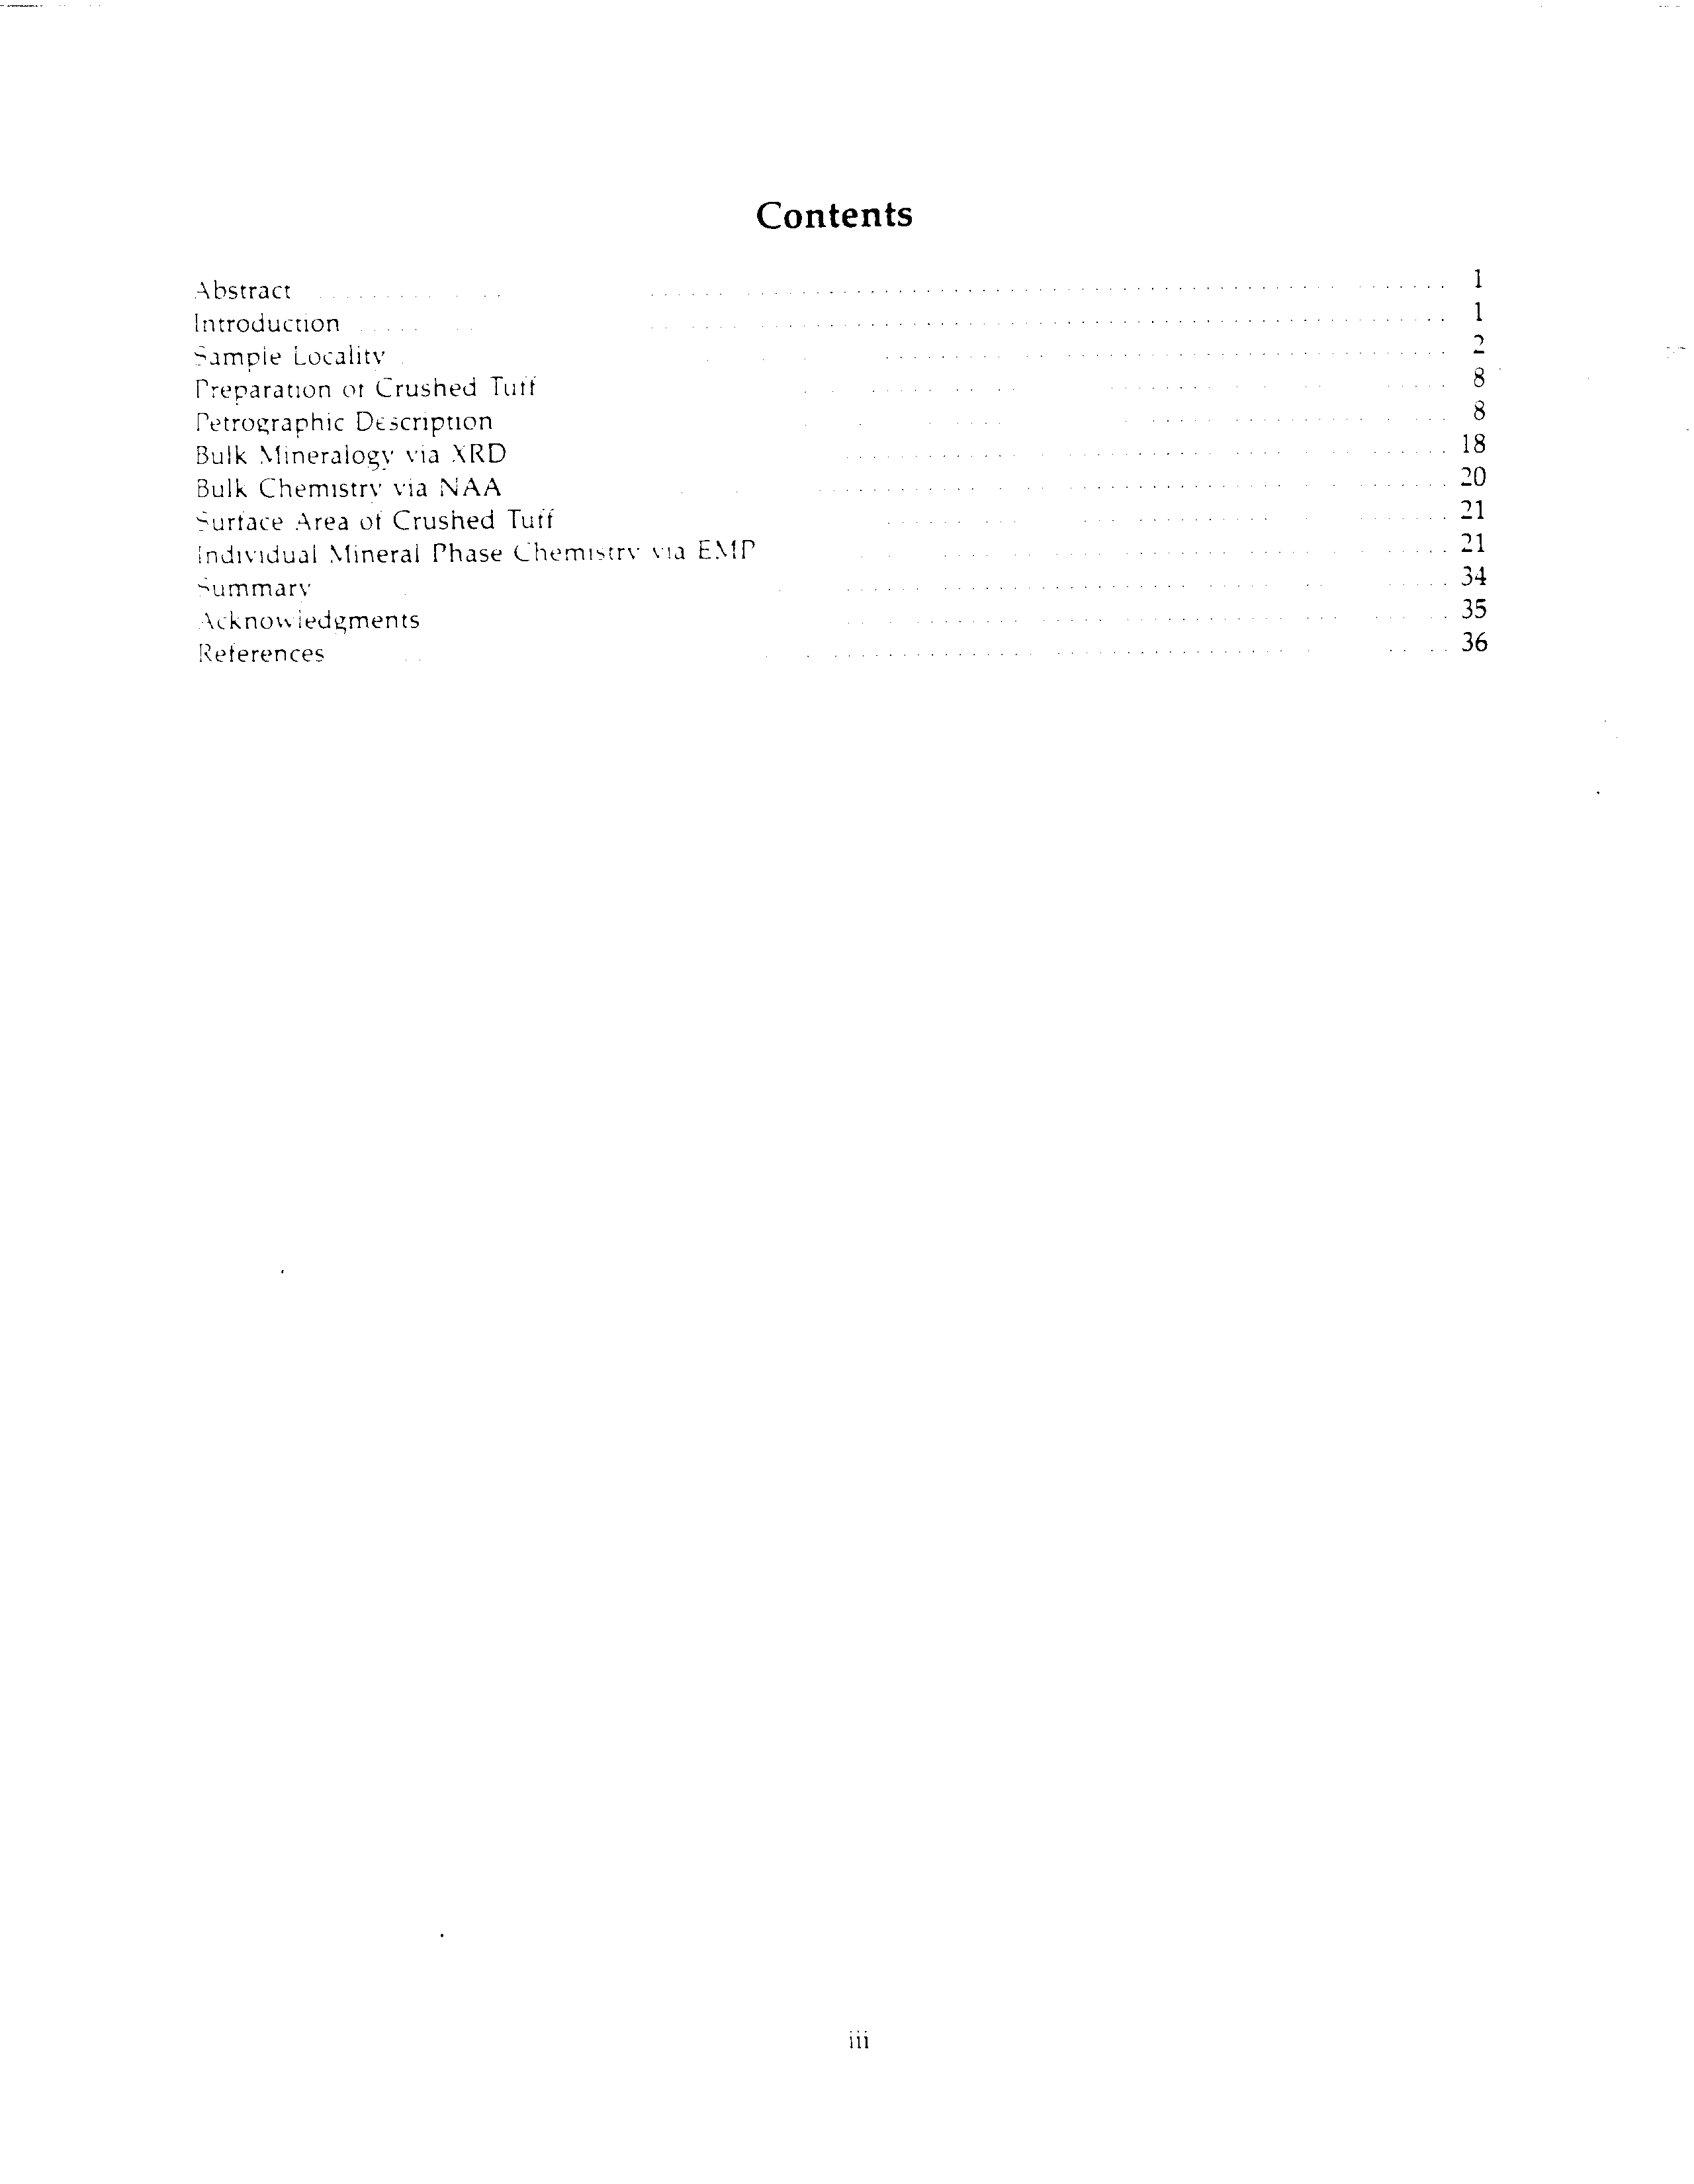 Contents
Abstract 1
Introduction 1
Sample Locality 2
Preparation of Crushed Tuff 8
Petrographic Description 8
Bulk Mineralogy via XRD 18
Bulk Chemistry via NAA 20
Surface Area of Crushed Tuff 21
Individual Mineral Phase Chemistry via EMP 21
Summary 34
Acknowledgments 35
References 36
iii